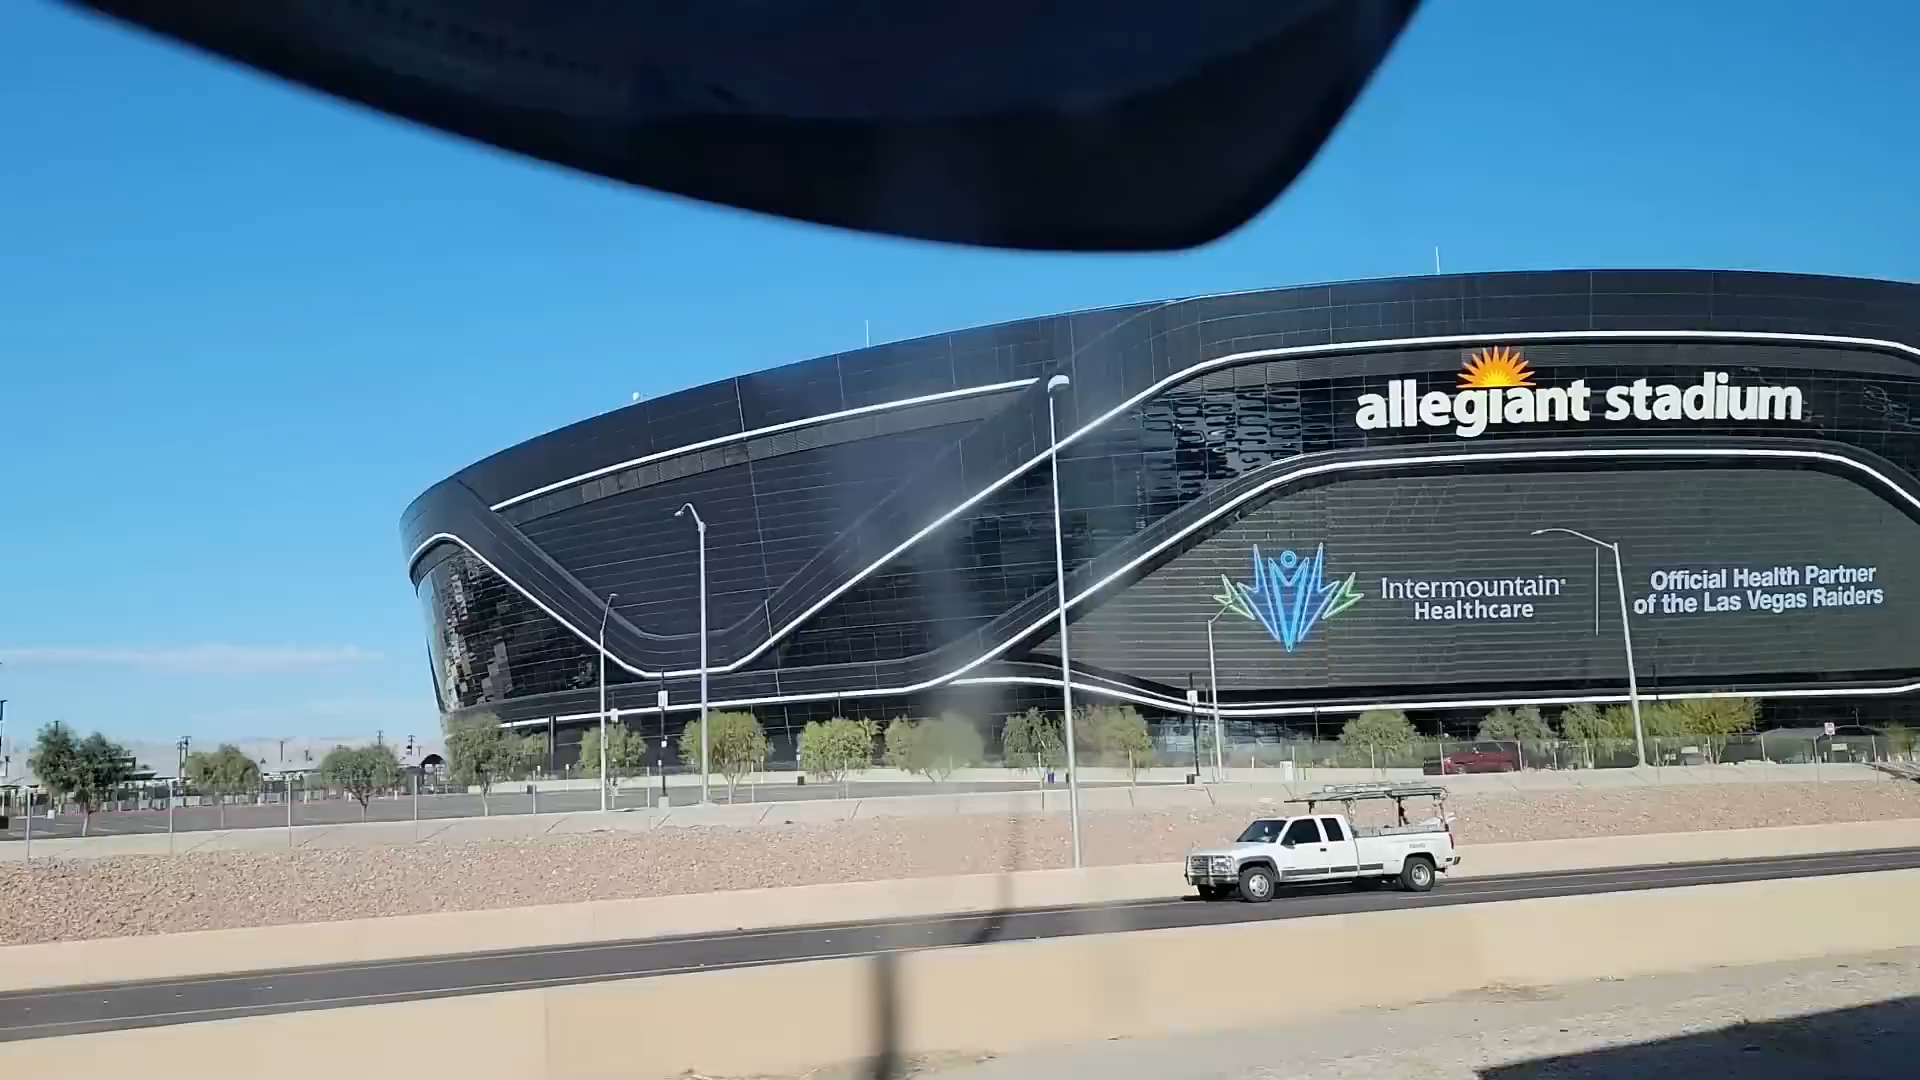 allegiant stadium
Intermountain®
Healthcare
Official Health Partner
of the Las Vegas Raiders